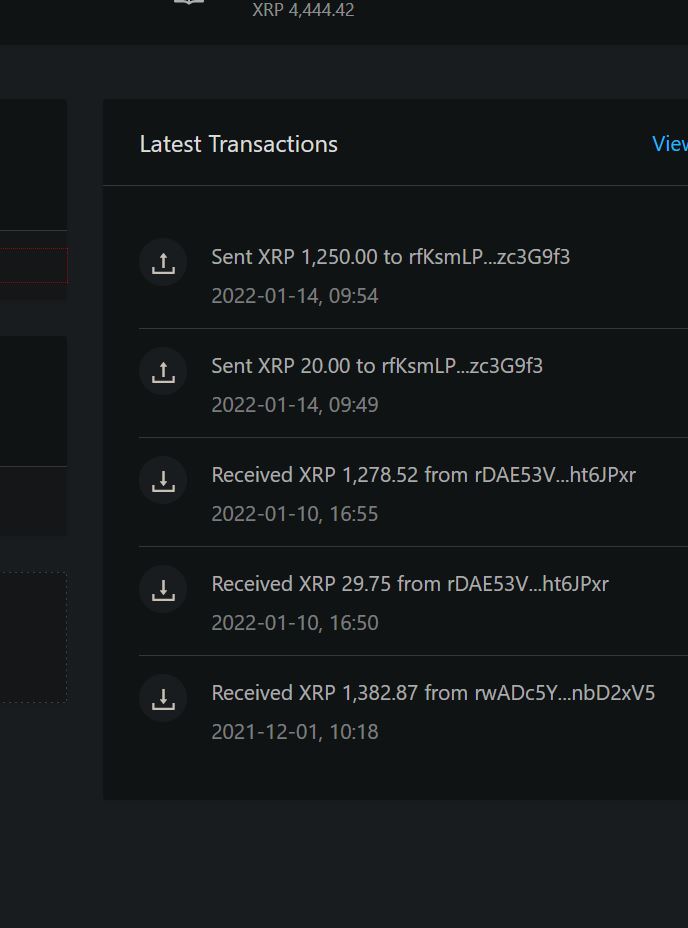 XRP 4,444.42
Latest Transactions
View
Sent XRP 1,250.00 to rfKsmLP...zc3G9f3
2022-01-14, 09:54
Sent XRP 20.00 to rfKsmLP...zc3G9f3
2022-01-14, 09:49
Received XRP 1,278.52 from rDAE53V...ht6JPxr
2022-01-10, 16:55
Received XRP 29.75 from rDAE53V...ht6JPxr
2022-01-10, 16:50
Received XRP 1,382.87 from rwADc5Y...nbD2xV5
2021-12-01, 10:18